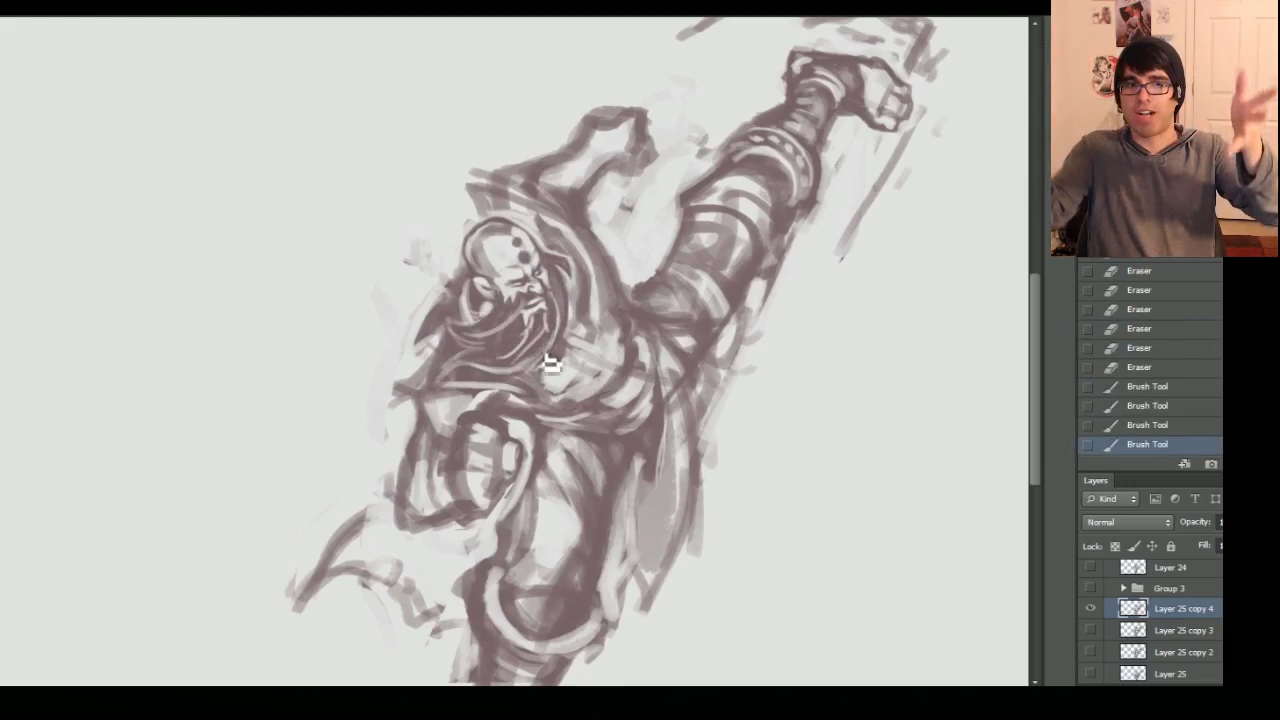 Eraser
Eraser
Eraser
Eraser
Eraser
Eraser
Brush Tool
Brush Tool
Brush Tool
Brush Tool
Layers
Kind
Normal Opacity: 1
Lock: Fill: 1
Layer 24
Group 3
Layer 25 copy 4
Layer 25 copy 3
Layer 25 copy 2
Layer 25